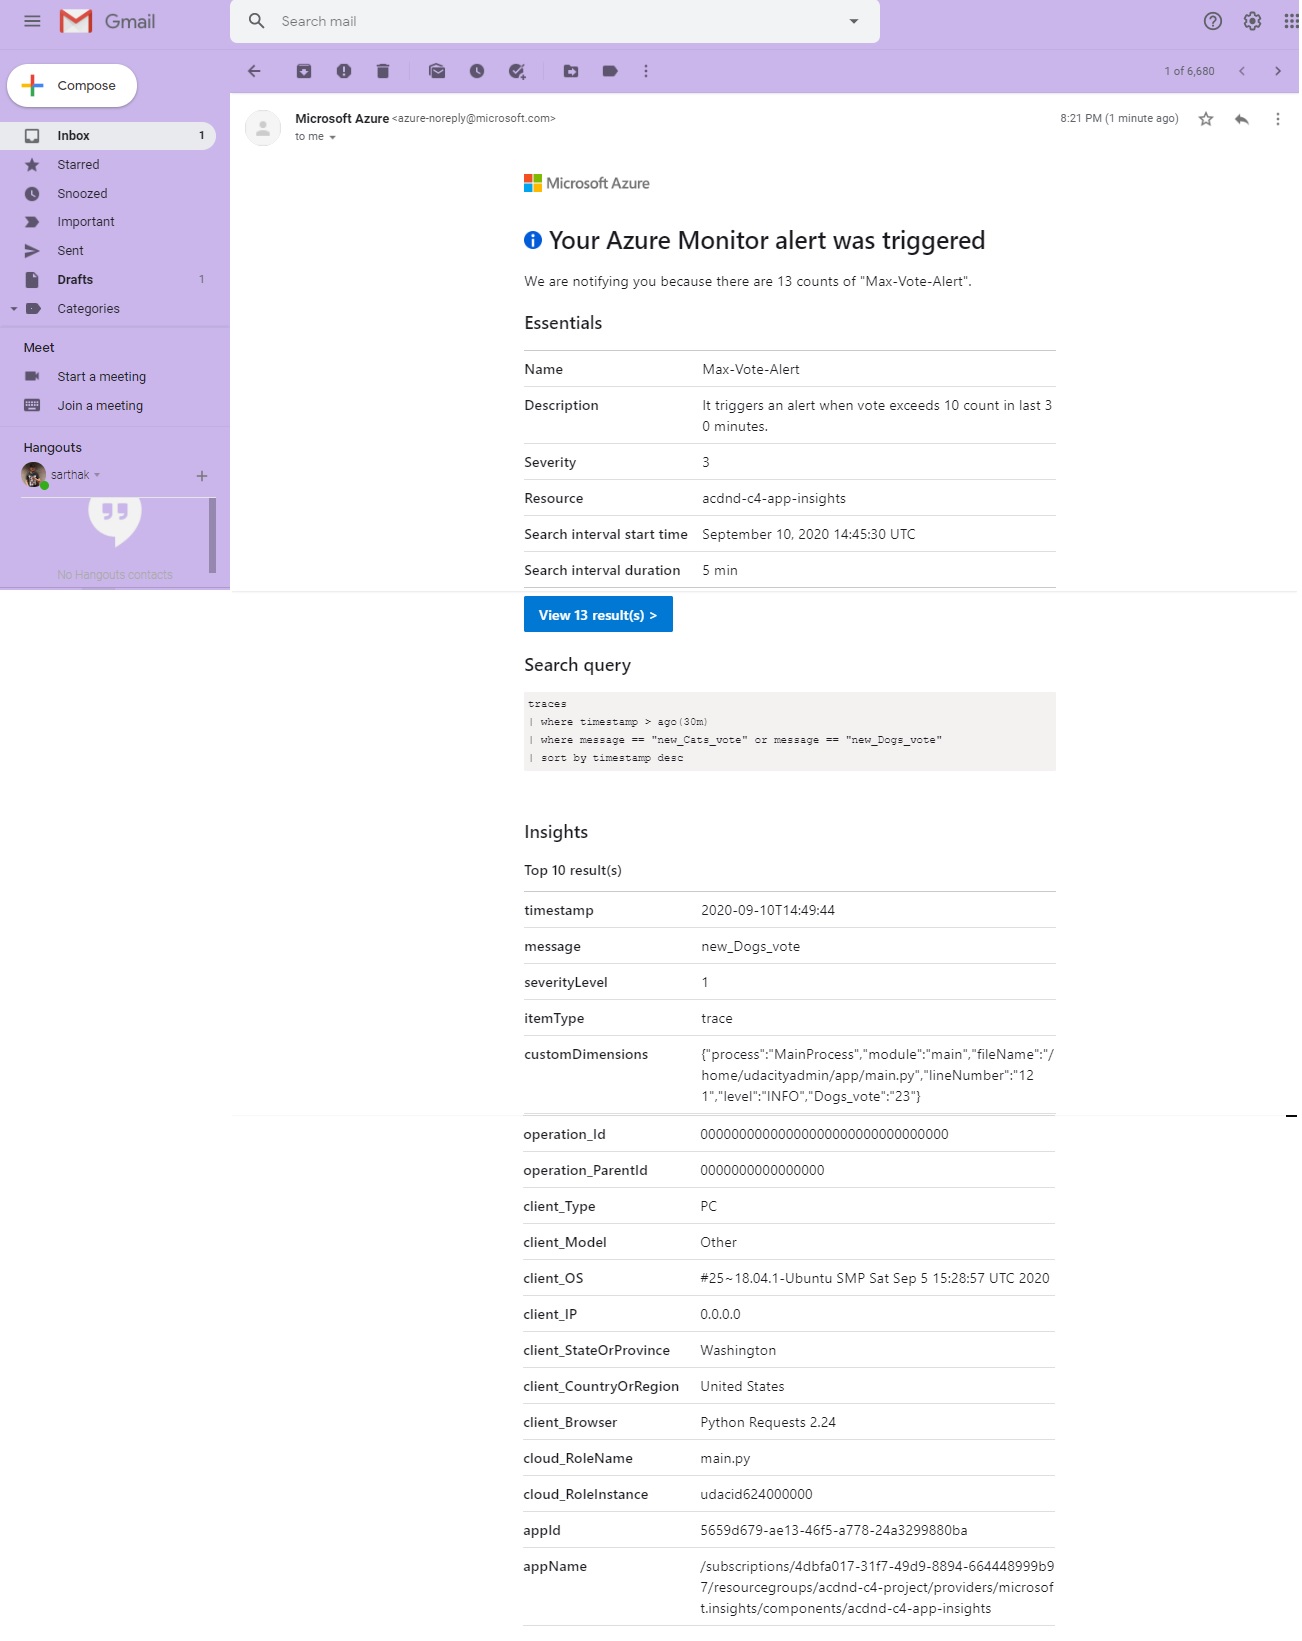 Gmail
Search mail
Compose
1 of 6,680
Inbox 1
Starred
Snoozed
Important
Sent
Drafts 1
Categories
Meet
Start a meeting
Join a meeting
Hangouts
sarthak
No Hangouts contacts
Microsoft Azure <azure-noreply@microsoft.com>
8:21 PM (1 minute ago)
to me
Microsoft Azure
Your Azure Monitor alert was triggered
We are notifying you because there are 13 counts of "Max-Vote-Alert".
Essentials
Name Max-Vote-Alert
Description It triggers an alert when vote exceeds 10 count in last 3
0 minutes.
Severity 3
Resource acdnd-c4-app-insights
Search interval start time September 10, 2020 14:45:30 UTC
Search interval duration 5 min
View 13 result(s) >
Search query
traces
| where timestamp > ago(30m)
| where message == "new_Cats_vote" or message == "new_Dogs_vote"
| sort by timestamp desc
Insights
Top 10 result(s)
timestamp 2020-09-10T14:49:44
message new_Dogs_vote
severityLevel 1
itemType trace
customDimensions {"process":"MainProcess","module":"main","fileName":"/
home/udacityadmin/app/main.py","lineNumber":"12
1","level":"INFO","Dogs_vote":"23"}
operation_Id 00000000000000000000000000000000
operation_ParentId 0000000000000000
client_Type PC
client_Model Other
client_OS #25~18.04.1-Ubuntu SMP Sat Sep 5 15:28:57 UTC 2020
client_IP 0.0.0.0
client_StateOrProvince Washington
client_CountryOrRegion United States
client_Browser Python Requests 2.24
cloud_RoleName main.py
cloud_RoleInstance udacid624000000
appId 5659d679-ae13-46f5-a778-24a3299880ba
appName /subscriptions/4dbfa017-31f7-49d9-8894-664448999b9
7/resourcegroups/acdnd-c4-project/providers/microsof
t.insights/components/acdnd-c4-app-insights